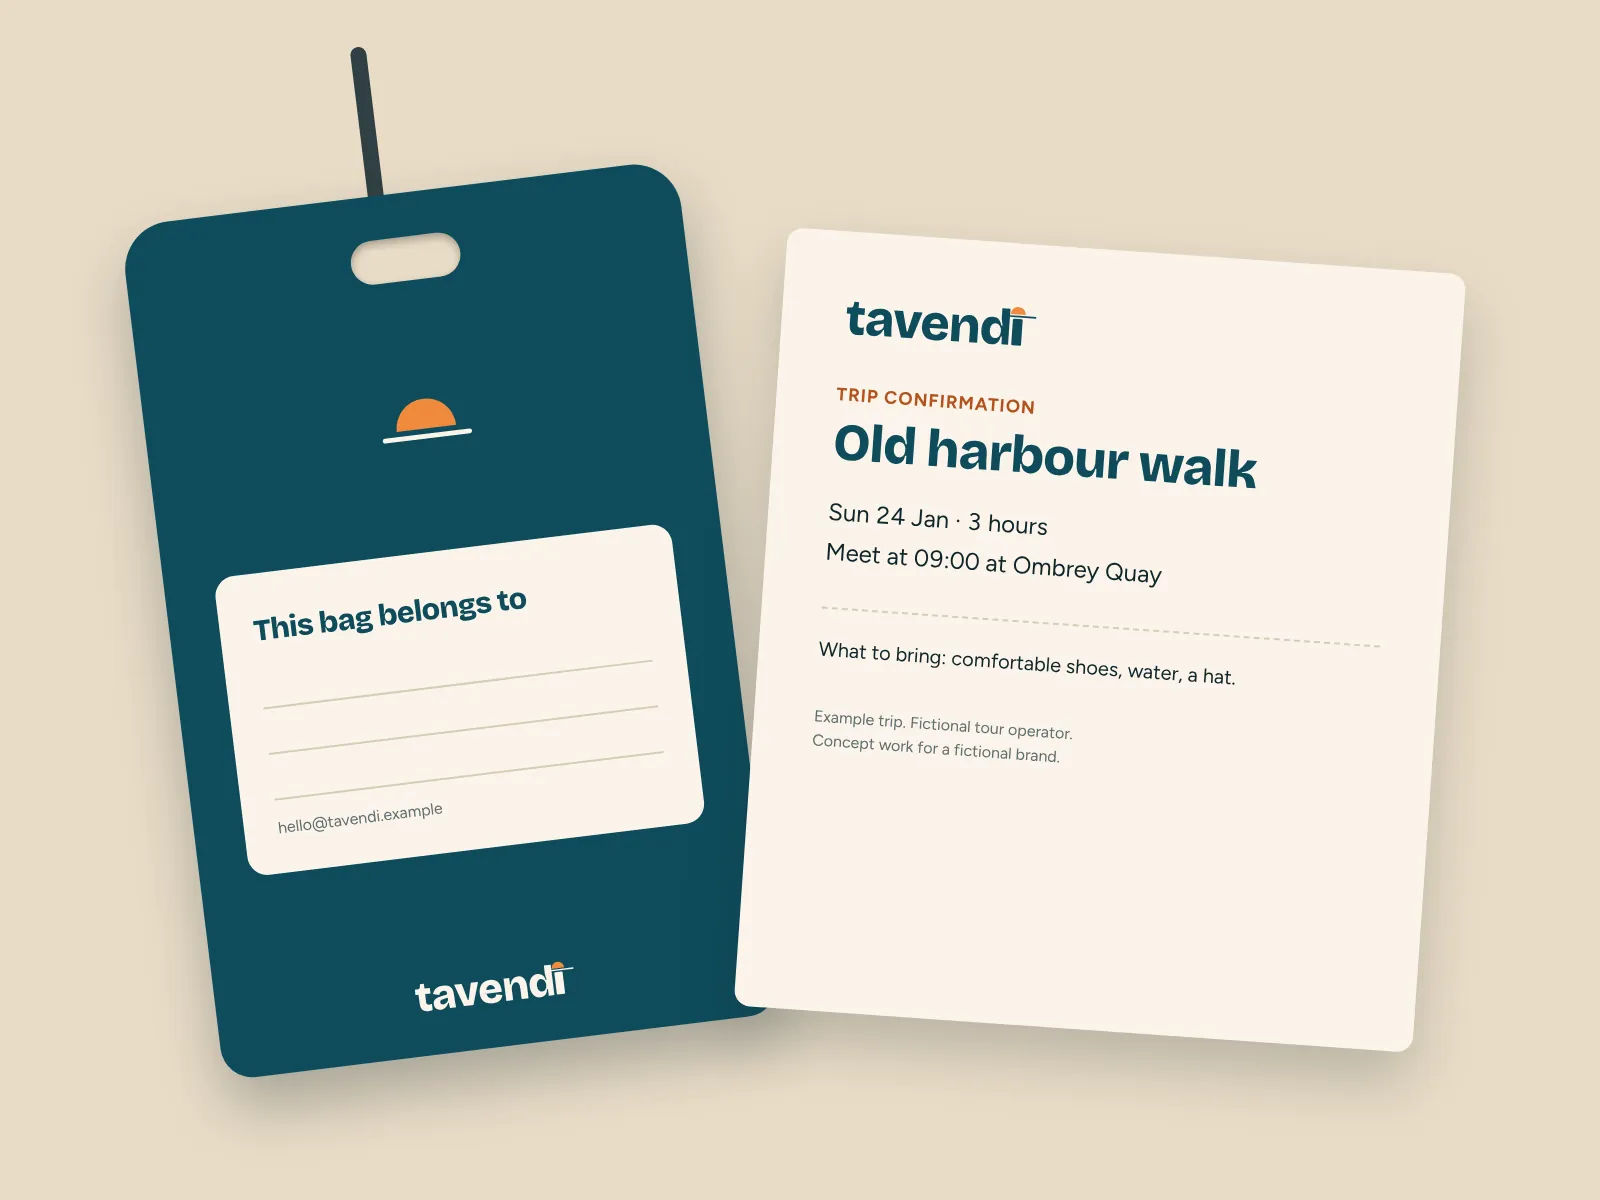 This bag belongs to
hello@tavendi.example
tavendi
tavendi
TRIP CONFIRMATION
Old harbour walk
Sun 24 Jan · 3 hours
Meet at 09:00 at Ombrey Quay
What to bring: comfortable shoes, water, a hat.
Example trip. Fictional tour operator.
Concept work for a fictional brand.